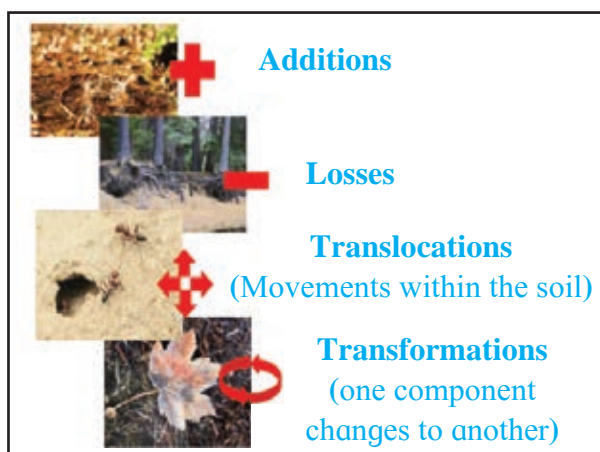 Additions
Losses
Translocations
(Movements within the soil)
Transformations
(one component
changes to another)